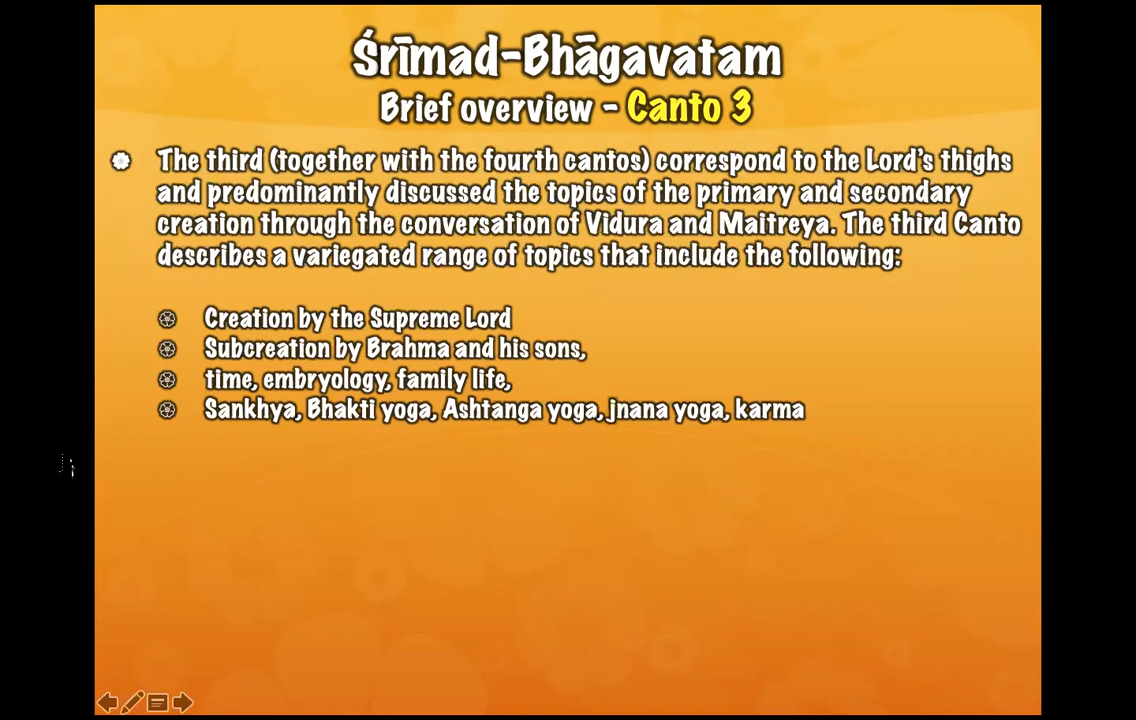 Śrīmad-Bhāgavatam
Brief overview - Canto 3
The third (together with the fourth cantos) correspond to the Lord's thighs
and predominantly discussed the topics of the primary and secondary
creation through the conversation of Vidura and Maitreya. The third Canto
describes a variegated range of topics that include the following:
Creation by the Supreme Lord
Subcreation by Brahma and his sons,
time, embryology, family life,
Sankhya, Bhakti yoga, Ashtanga yoga, jnana yoga, karma